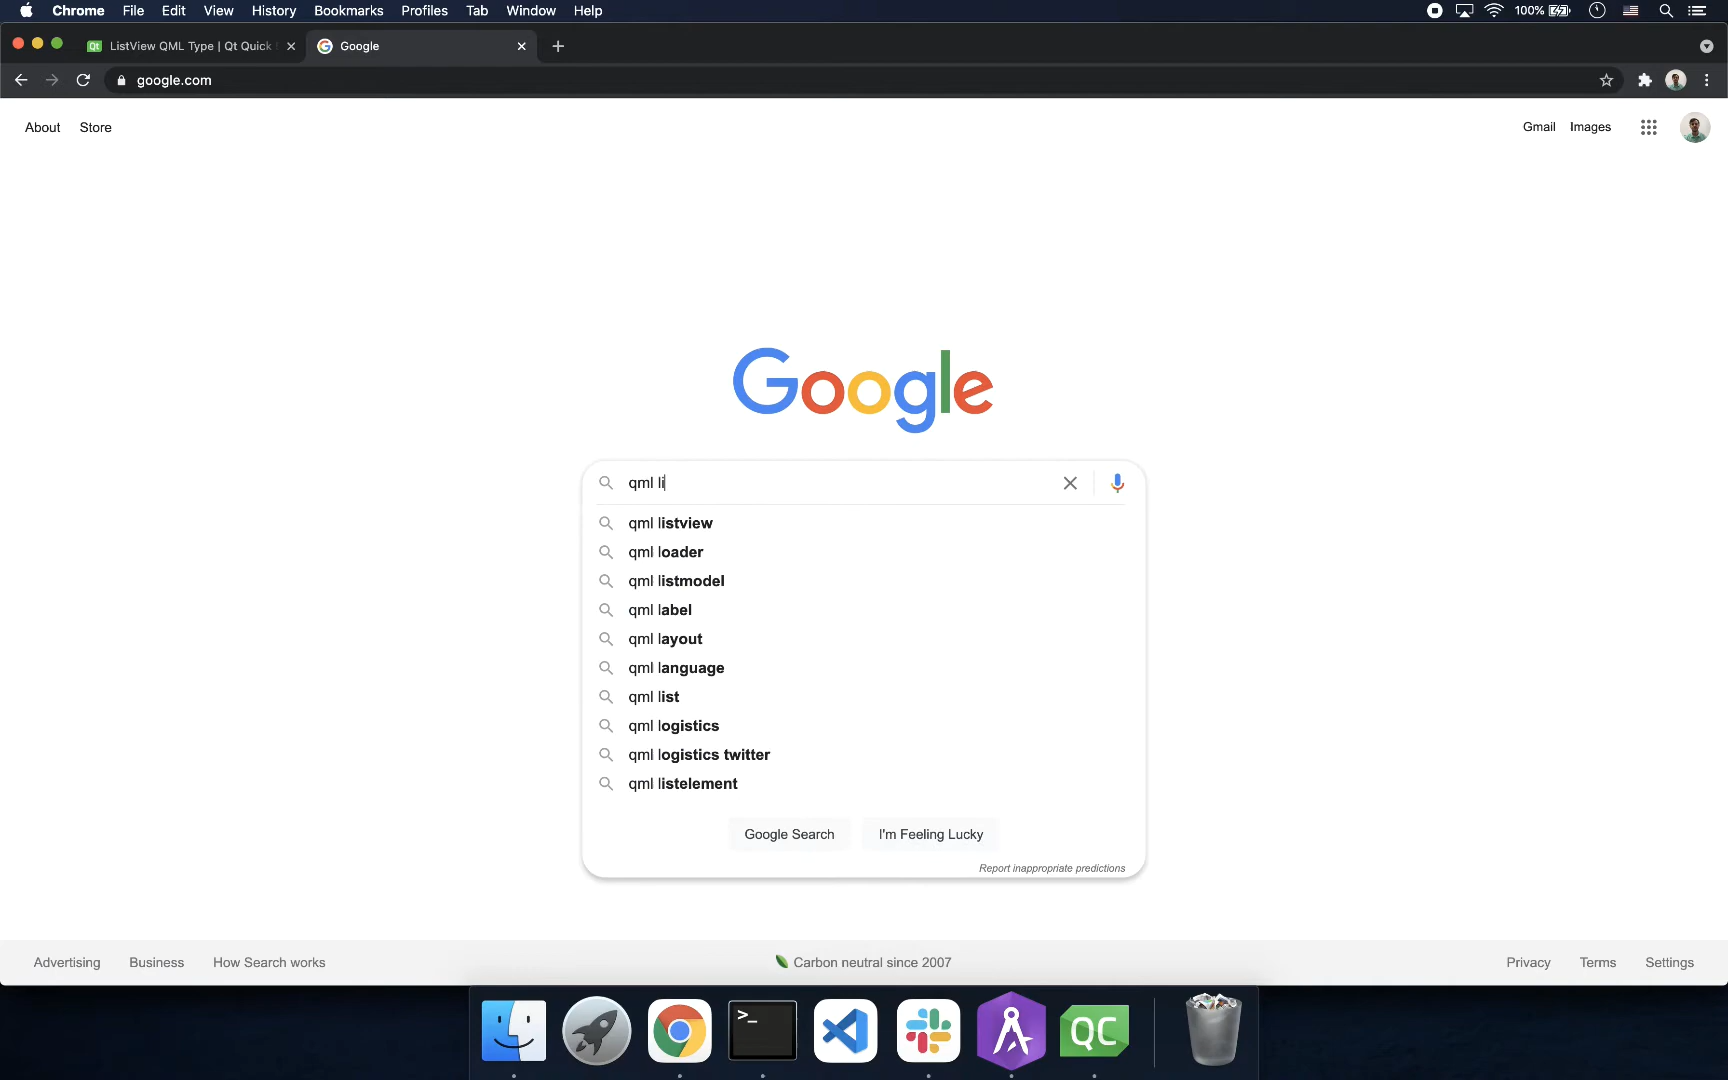 Chrome File Edit View History Bookmarks Profiles Tab Window Help 100%
Qt ListView QML Type | Qt Quick Google
google.com
About Store Gmail Images
Google
qml li
qml listview
qml loader
qml listmodel
qml label
qml layout
qml language
qml list
qml logistics
qml logistics twitter
qml listelement
Google Search I'm Feeling Lucky
Report inappropriate predictions
Advertising Business How Search works Carbon neutral since 2007 Privacy Terms Settings
>_ QC